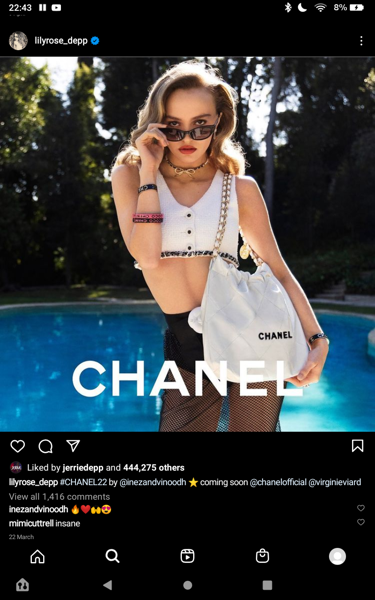 22:43
8%
lilyrose_depp
CHANEL
CHANEL
Liked by jerriedepp and 444,275 others
lilyrose_depp #CHANEL22 by @inezandvinoodh ⭐ coming soon @chanelofficial @virginieviard
View all 1,416 comments
inezandvinoodh 🔥❤️🙌😍
mimicuttrell insane
22 March